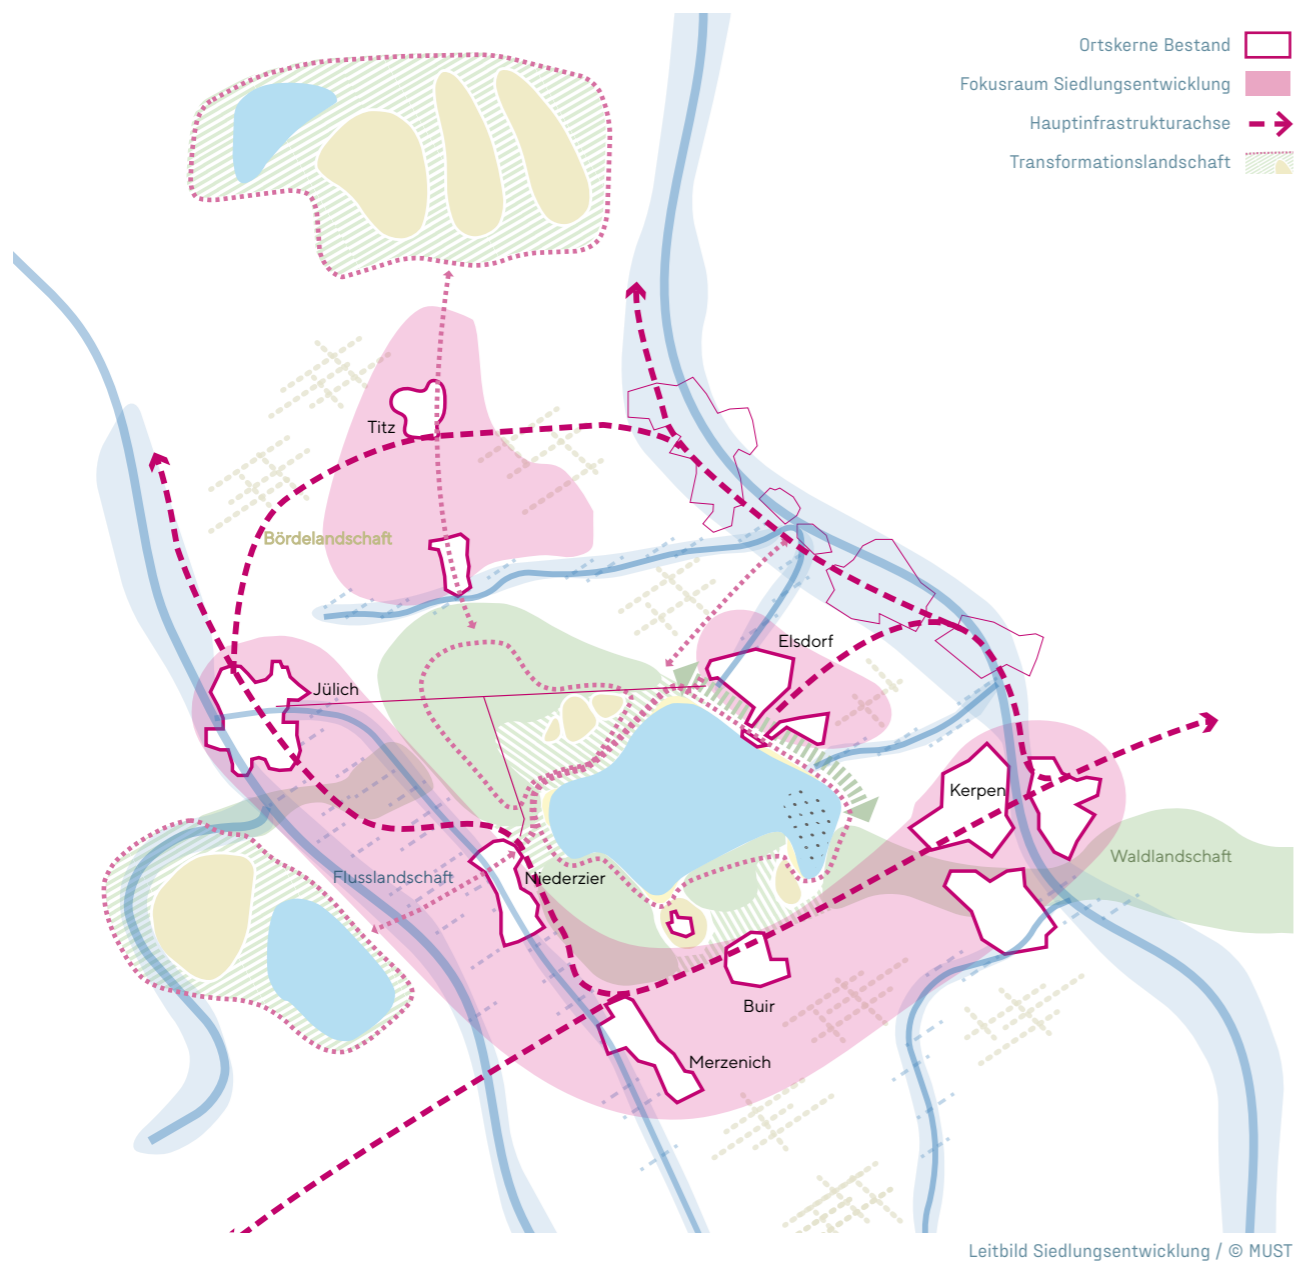 Ortskerne Bestand
Fokusraum Siedlungsentwicklung
Hauptinfrastrukturachse
Transformationslandschaft
Titz
Bördelandschaft
Elsdorf
Jülich
Kerpen
Waldlandschaft
Flusslandschaft
Niederzier
Buir
Merzenich
Leitbild Siedlungsentwicklung / © MUST